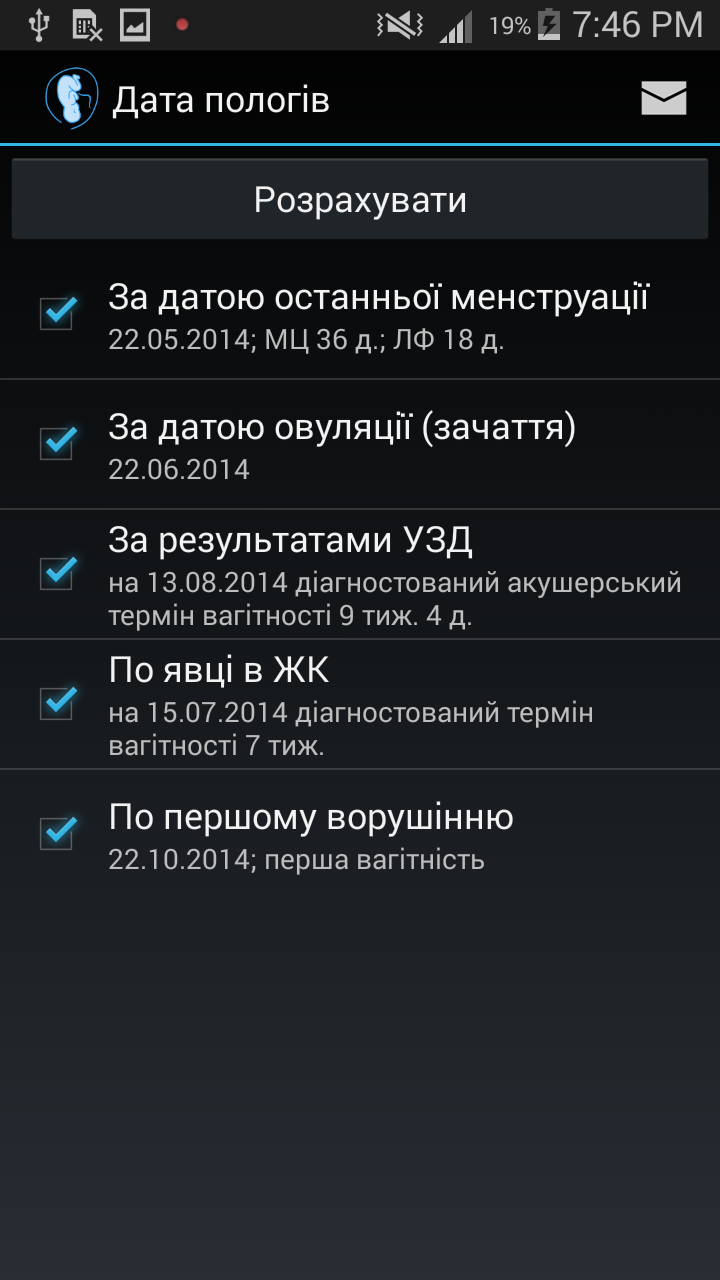 19% 7:46 PM
Дата пологів
Розрахувати
За датою останньої менструації
22.05.2014; МЦ 36 д.; ЛФ 18 д.
За датою овуляції (зачаття)
22.06.2014
За результатами УЗД
на 13.08.2014 діагностований акушерський
термін вагітності 9 тиж. 4 д.
По явці в ЖК
на 15.07.2014 діагностований термін
вагітності 7 тиж.
По першому ворушінню
22.10.2014; перша вагітність